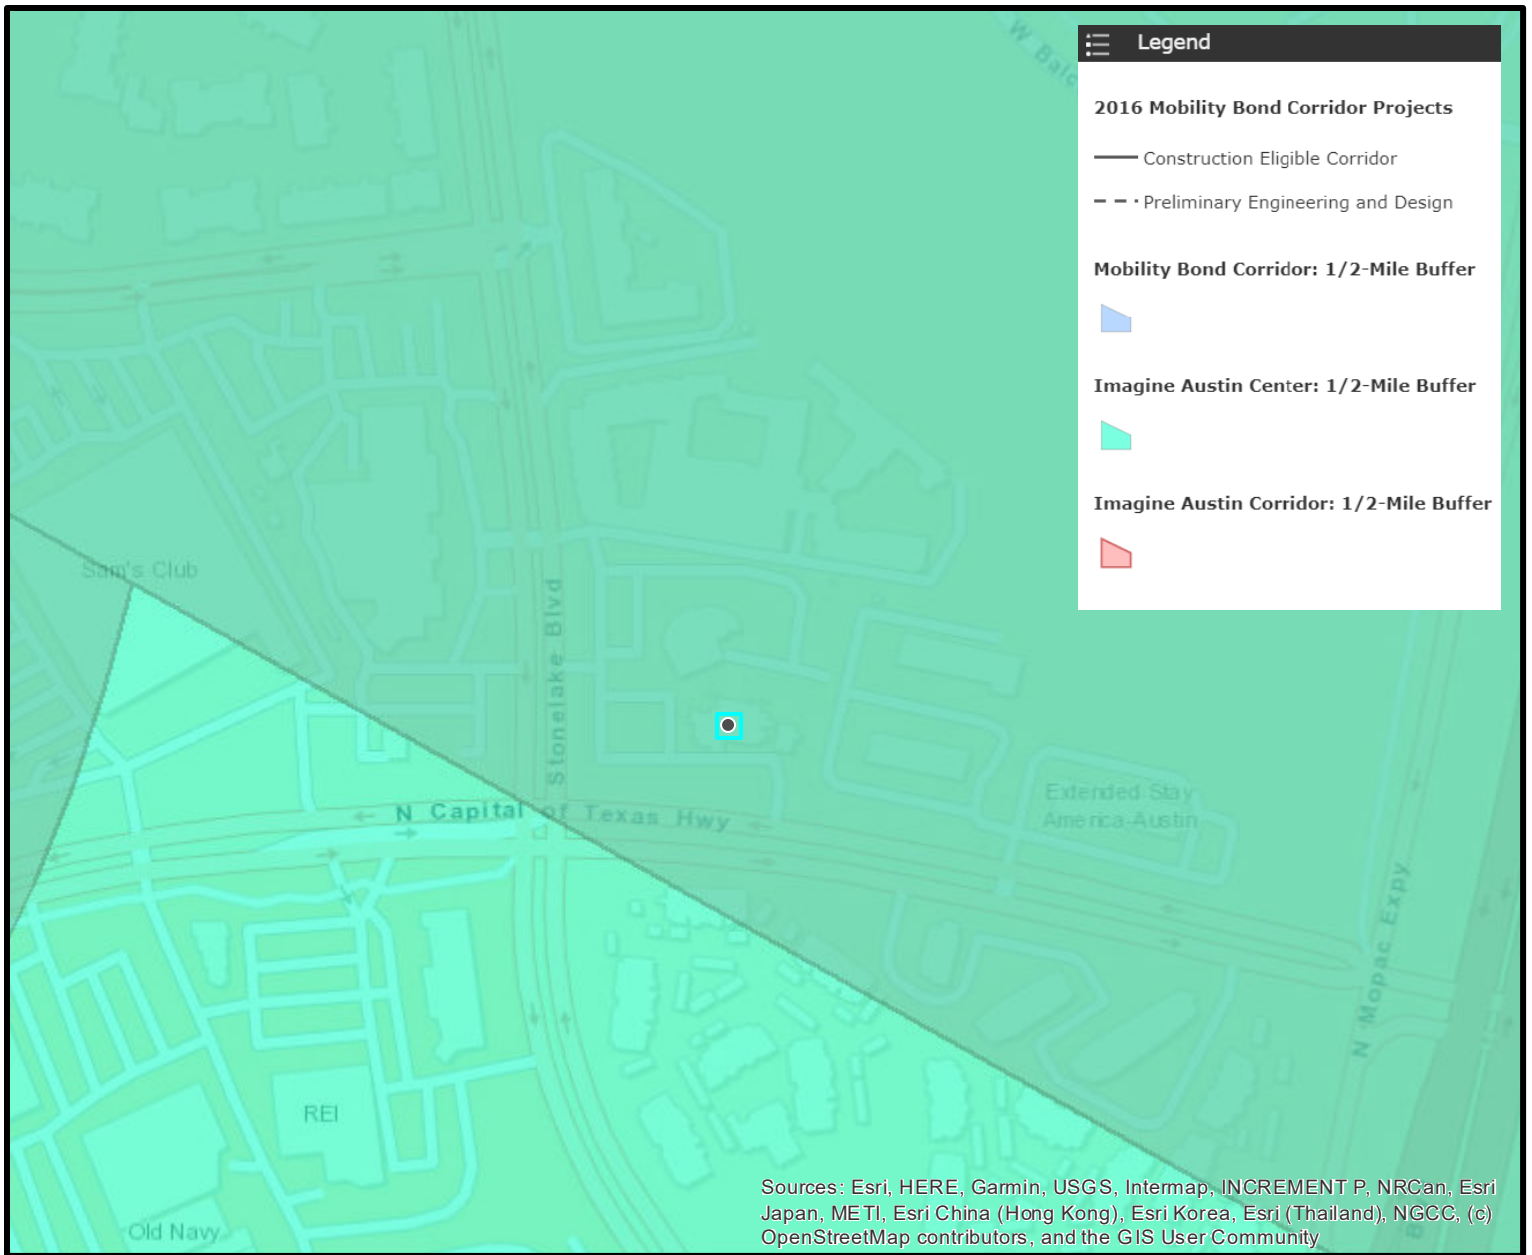 W Balc
Legend
2016 Mobility Bond Corridor Projects
Construction Eligible Corridor
Preliminary Engineering and Design
Mobility Bond Corridor: 1/2-Mile Buffer
Imagine Austin Center: 1/2-Mile Buffer
Imagine Austin Corridor: 1/2-Mile Buffer
Sam's Club
Stonelake Blvd
N Capital of Texas Hwy
Extended Stay
America-Austin
N Mopac Expy
REI
Old Navy
Sources: Esri, HERE, Garmin, USGS, Intermap, INCREMENT P, NRCan, Esri
Japan, METI, Esri China (Hong Kong), Esri Korea, Esri (Thailand), NGCC, (c)
OpenStreetMap contributors, and the GIS User Community